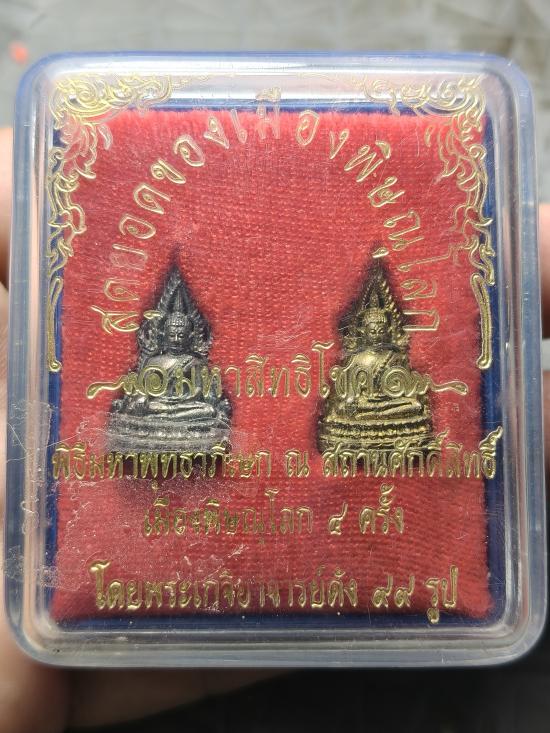 สุดยอดของเมืองพิษณุโลก
มหาสิทธิโชค
พิธีมหาพุทธาภิเษก ณ สถานศักดิ์สิทธิ์
เมืองพิษณุโลก ๔ ครั้ง
โดยพระเกจิอาจารย์ดัง ๙๙ รูป